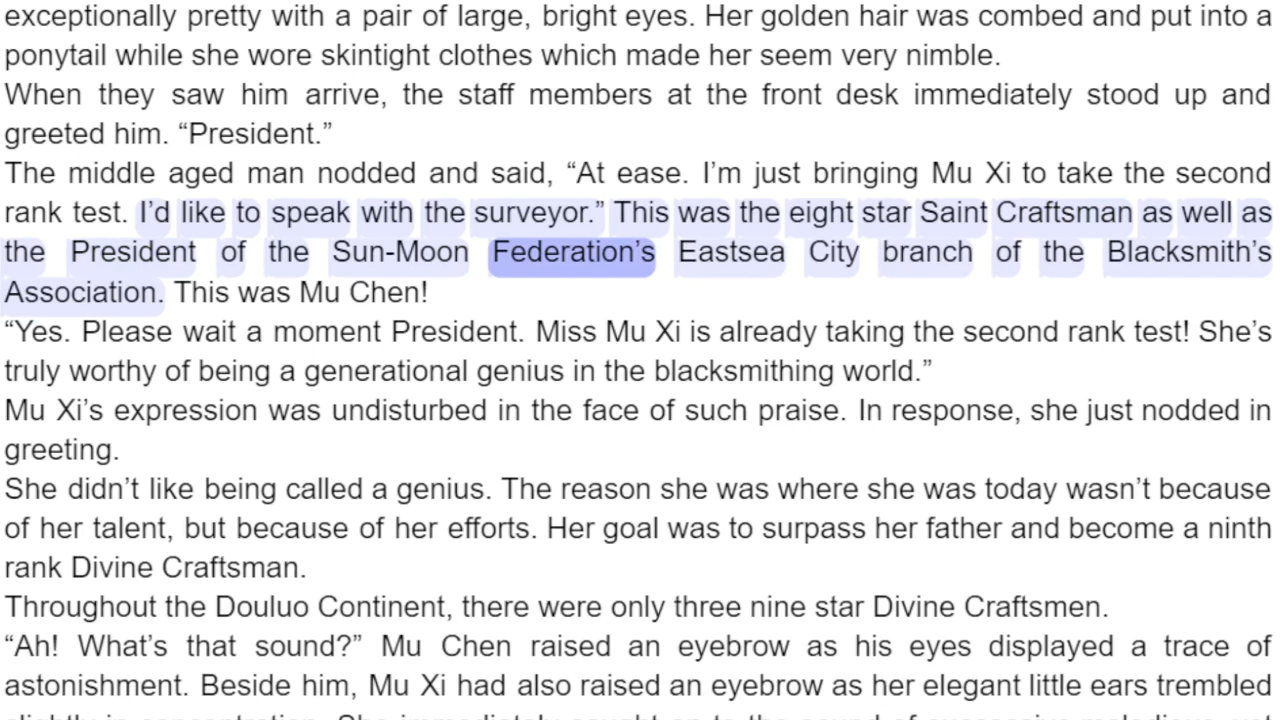 exceptionally pretty with a pair of large, bright eyes. Her golden hair was combed and put into a
ponytail while she wore skintight clothes which made her seem very nimble.
When they saw him arrive, the staff members at the front desk immediately stood up and
greeted him. “President.”
The middle aged man nodded and said, “At ease. I’m just bringing Mu Xi to take the second
rank test. I’d like to speak with the surveyor.” This was the eight star Saint Craftsman as well as
the President of the Sun-Moon Federation’s Eastsea City branch of the Blacksmith’s
Association. This was Mu Chen!
“Yes. Please wait a moment President. Miss Mu Xi is already taking the second rank test! She’s
truly worthy of being a generational genius in the blacksmithing world.”
Mu Xi’s expression was undisturbed in the face of such praise. In response, she just nodded in
greeting.
She didn’t like being called a genius. The reason she was where she was today wasn’t because
of her talent, but because of her efforts. Her goal was to surpass her father and become a ninth
rank Divine Craftsman.
Throughout the Douluo Continent, there were only three nine star Divine Craftsmen.
“Ah! What’s that sound?” Mu Chen raised an eyebrow as his eyes displayed a trace of
astonishment. Beside him, Mu Xi had also raised an eyebrow as her elegant little ears trembled